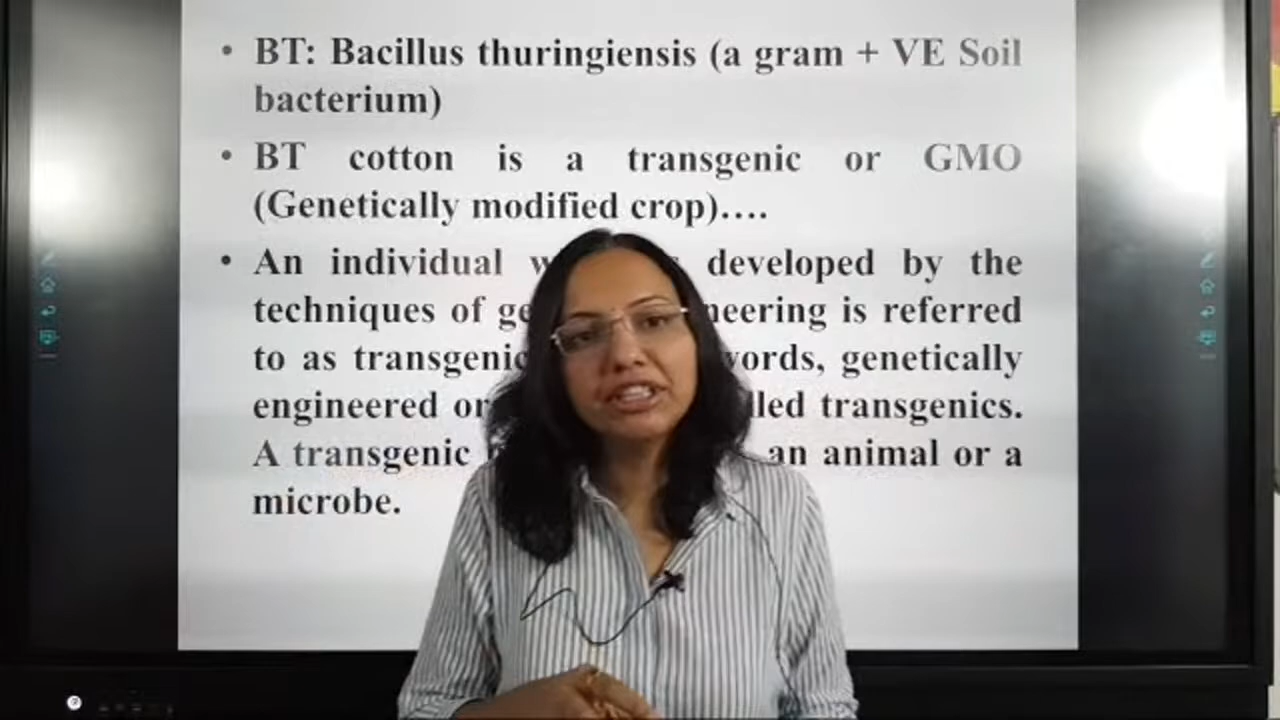 • BT: Bacillus thuringiensis (a gram + VE Soil
bacterium)
• BT cotton is a transgenic or GMO
(Genetically modified crop)....
• An individual developed by the
techniques of neering is referred
to as transgenic words, genetically
engineered or lled transgenics.
A transgenic an animal or a
microbe.